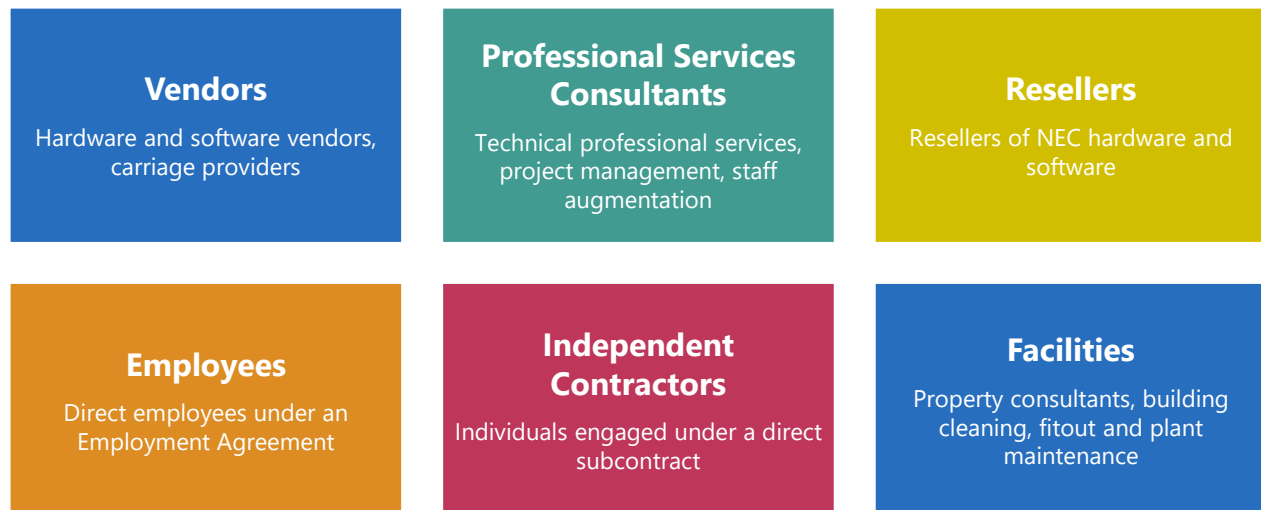 Vendors
Hardware and software vendors,
carriage providers
Professional Services
Consultants
Technical professional services,
project management, staff
augmentation
Resellers
Resellers of NEC hardware and
software
Employees
Direct employees under an
Employment Agreement
Independent
Contractors
Individuals engaged under a direct
subcontract
Facilities
Property consultants, building
cleaning, fitout and plant
maintenance